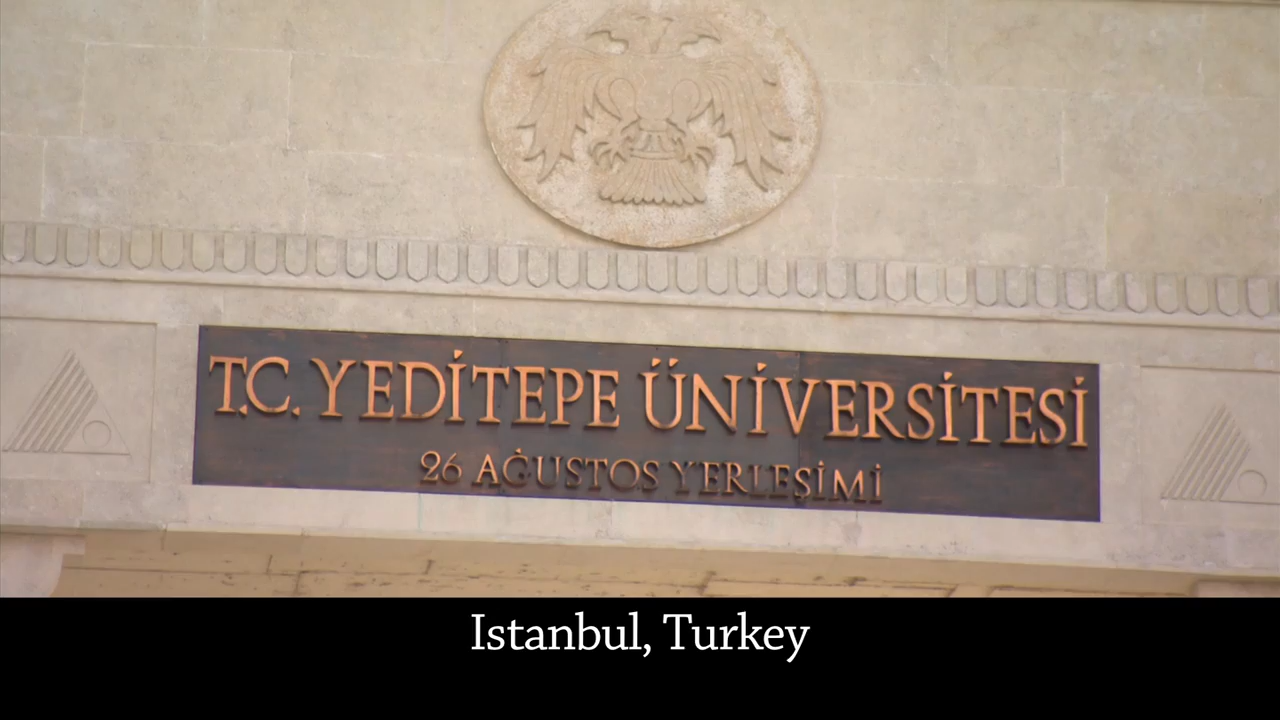 T.C. YEDİTEPE ÜNİVERSİTESİ
26 AĞUSTOS YERLEŞİMİ
Istanbul, Turkey